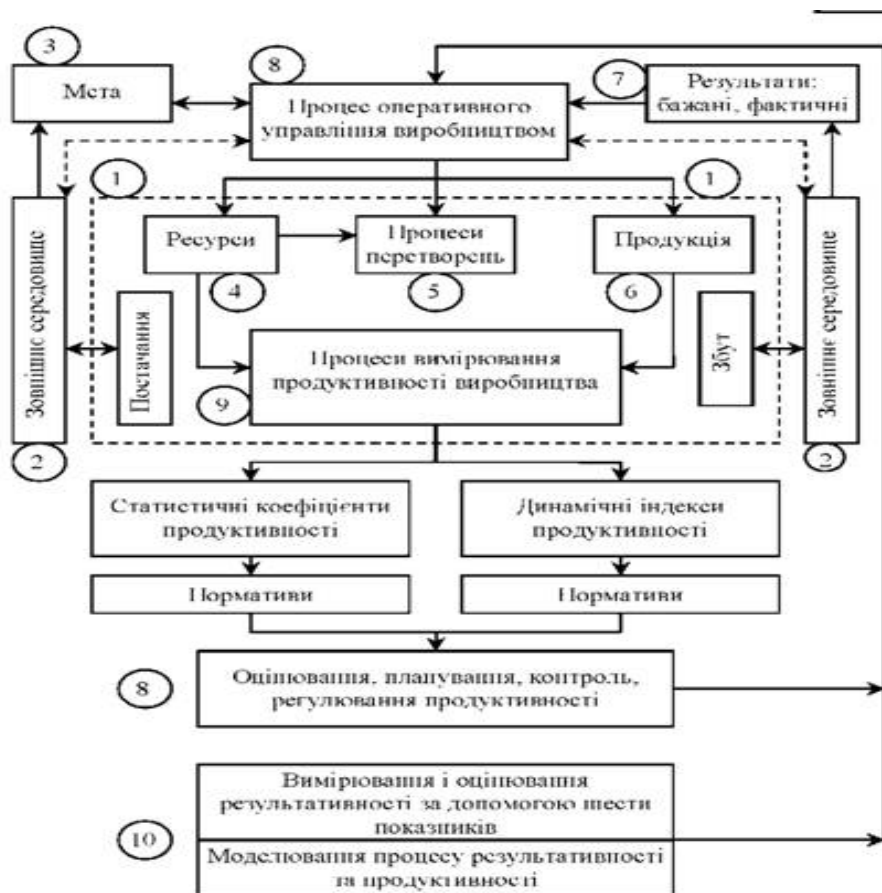 3
8
7
Мета
Процес оперативного
управління виробництвом
Результати:
бажані, фактичні
1
1
Зовнішнє середовище
Ресурси
Процеси
перетворень
Продукція
Зовнішнє середовище
4
5
6
Постачання
Процеси вимірювання
продуктивності виробництва
Збут
9
2
2
Статистичні коефіцієнти
продуктивності
Динамічні індекси
продуктивності
Нормативи
Нормативи
8
Оцінювання, планування, контроль,
регулювання продуктивності
10
Вимірювання і оцінювання
результативності за допомогою шести
показників
Моделювання процесу результативності
та продуктивності